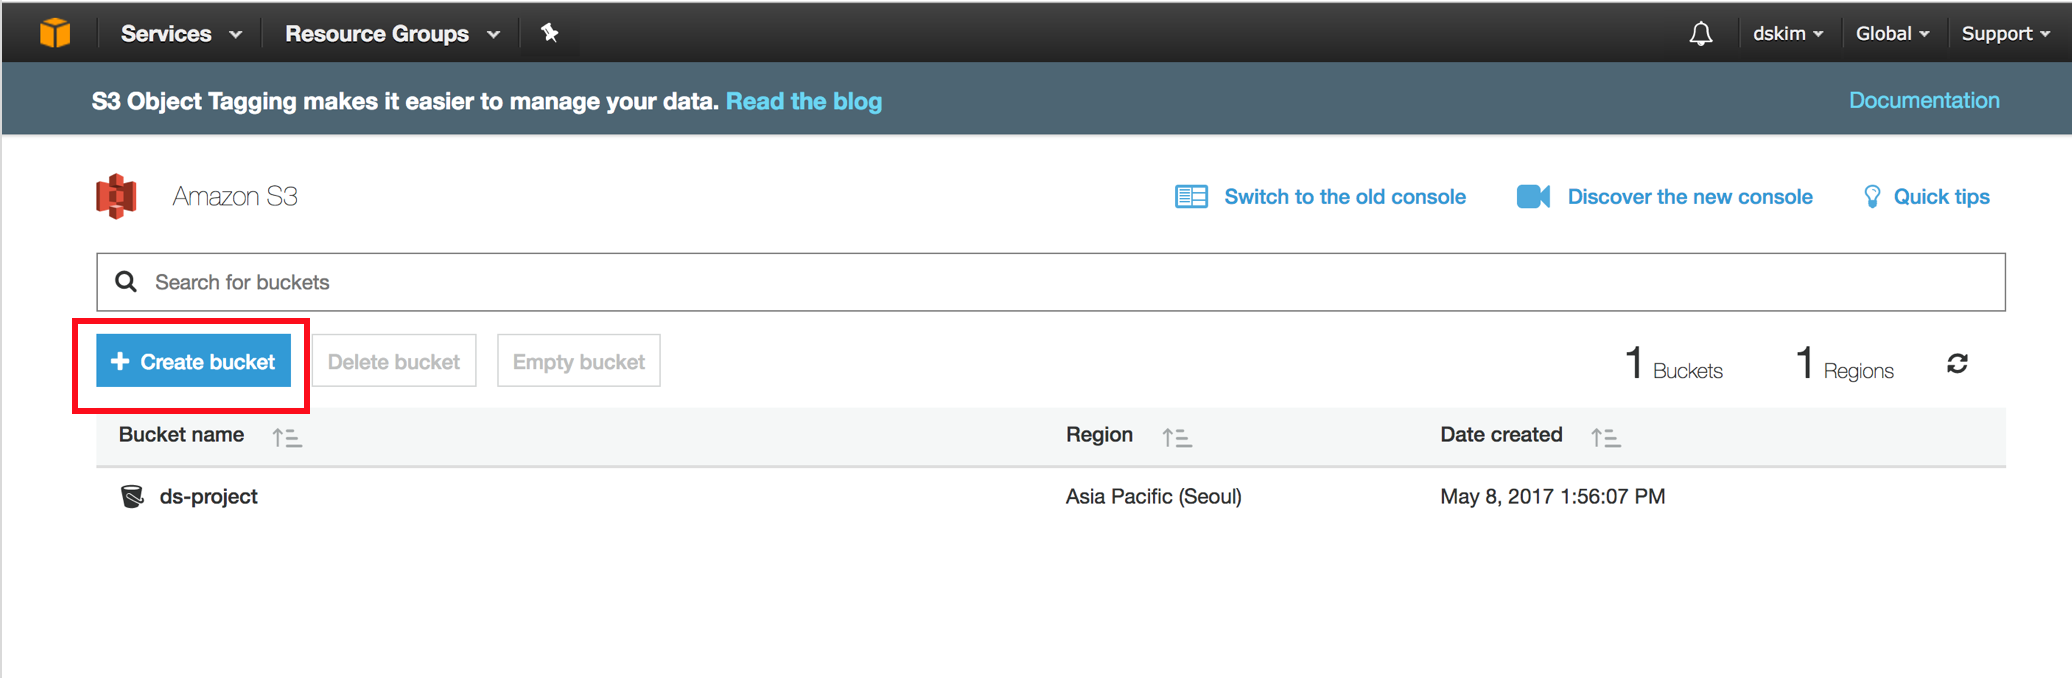 Services Resource Groups dskim Global Support
S3 Object Tagging makes it easier to manage your data. Read the blog Documentation
Amazon S3 Switch to the old console Discover the new console Quick tips
Search for buckets
Create bucket Delete bucket Empty bucket 1 Buckets 1 Regions
Bucket name Region Date created
ds-project Asia Pacific (Seoul) May 8, 2017 1:56:07 PM